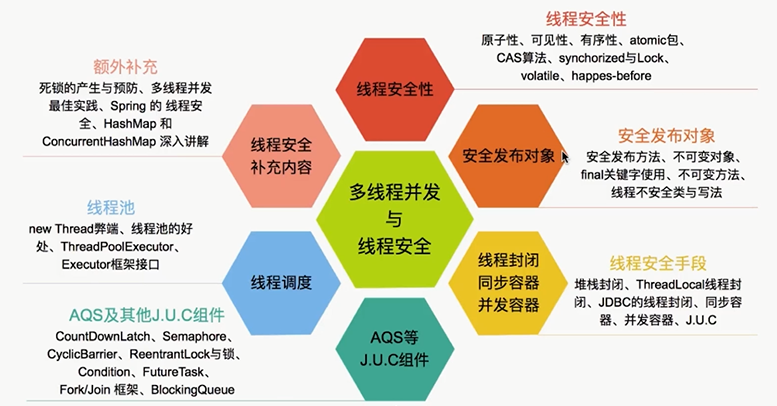 线程安全性
原子性、可见性、有序性、atomic包、
CAS算法、synchorized与Lock、
volatile、happes-before
额外补充
死锁的产生与预防、多线程并发
最佳实践、Spring 的 线程安
全、HashMap 和
ConcurrentHashMap 深入讲解
线程安全性
线程安全
补充内容
安全发布对象
安全发布对象
安全发布方法、不可变对象、
final关键字使用、不可变方法、
线程不安全类与写法
多线程并发
与
线程安全
线程池
new Thread弊端、线程池的好
处、ThreadPoolExecutor、
Executor框架接口
线程调度
线程封闭
同步容器
并发容器
线程安全手段
堆栈封闭、ThreadLocal线程封
闭、JDBC的线程封闭、同步容
器、并发容器、J.U.C
AQS及其他J.U.C组件
CountDownLatch、Semaphore、
CyclicBarrier、ReentrantLock与锁、
Condition、FutureTask、
Fork/Join 框架、BlockingQueue
AQS等
J.U.C组件